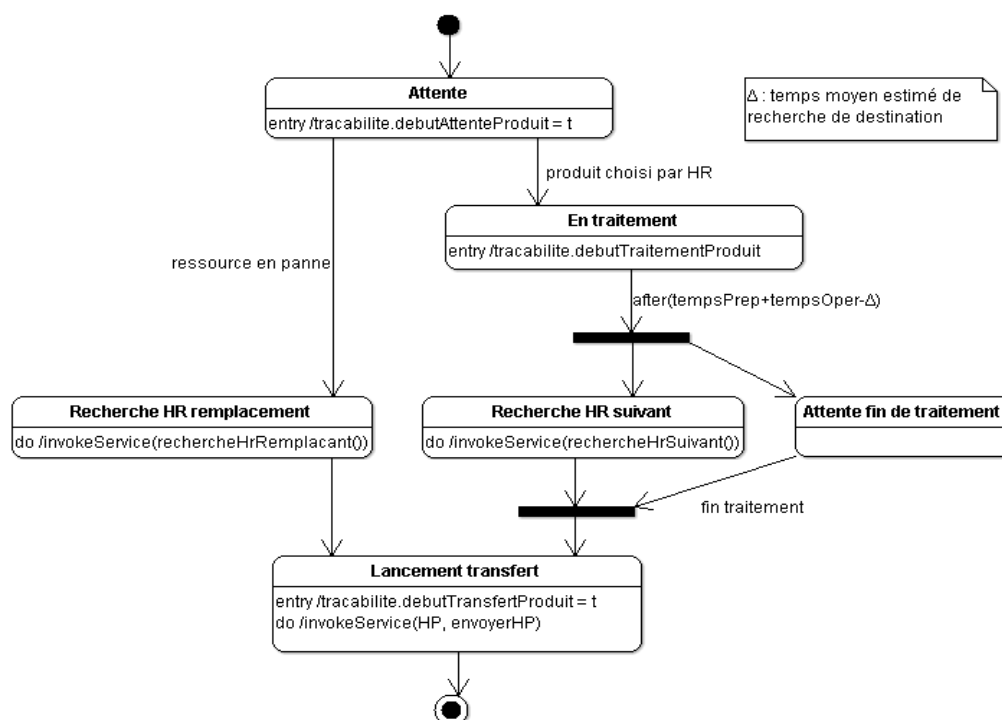 Attente
entry /tracabilite.debutAttenteProduit = t
Δ : temps moyen estimé de
recherche de destination
produit choisi par HR
En traitement
entry /tracabilite.debutTraitementProduit
ressource en panne
after(tempsPrep+tempsOper-Δ)
Recherche HR remplacement
do /invokeService(rechercheHrRemplacant())
Recherche HR suivant
do /invokeService(rechercheHrSuivant())
Attente fin de traitement
fin traitement
Lancement transfert
entry /tracabilite.debutTransfertProduit = t
do /invokeService(HP, envoyerHP)